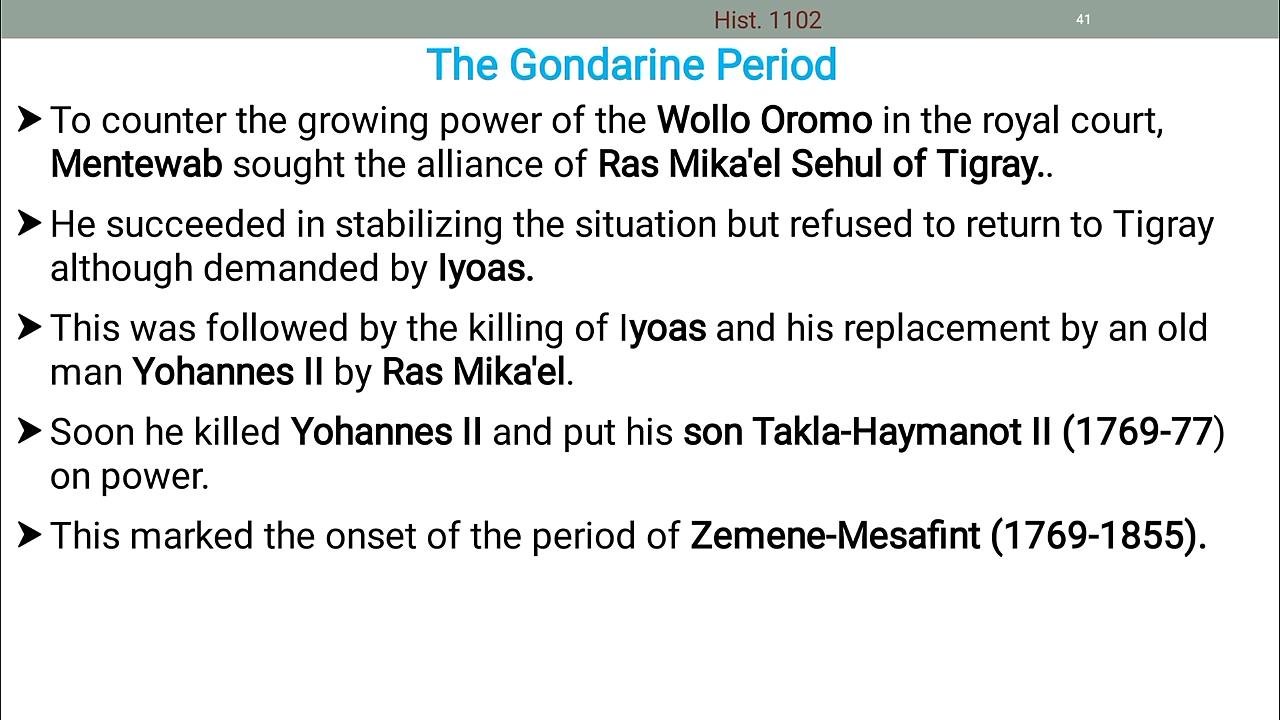 Hist. 1102
41
The Gondarine Period
➤ To counter the growing power of the Wollo Oromo in the royal court,
Mentewab sought the alliance of Ras Mika'el Sehul of Tigray..
➤ He succeeded in stabilizing the situation but refused to return to Tigray
although demanded by Iyoas.
➤ This was followed by the killing of Iyoas and his replacement by an old
man Yohannes II by Ras Mika'el.
➤ Soon he killed Yohannes II and put his son Takla-Haymanot II (1769-77)
on power.
➤ This marked the onset of the period of Zemene-Mesafint (1769-1855).